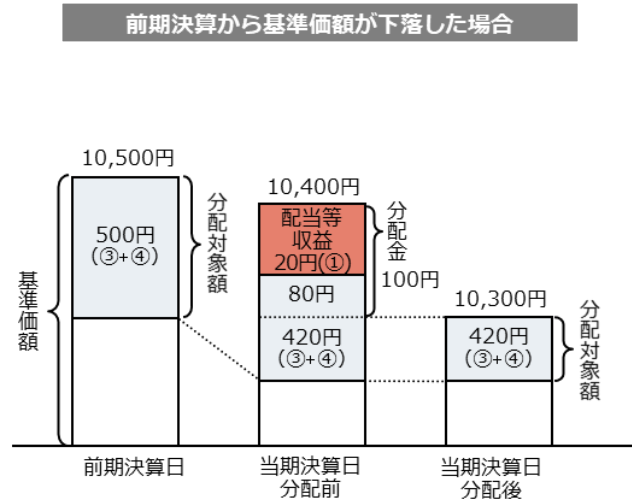 前期決算から基準価額が下落した場合
10,500円
500円
(③+④)
分配対象額
基準価額
10,400円
配当等
収益
20円(①)
分配金
100円
80円
420円
(③+④)
10,300円
420円
(③+④)
分配対象額
前期決算日
当期決算日
分配前
当期決算日
分配後